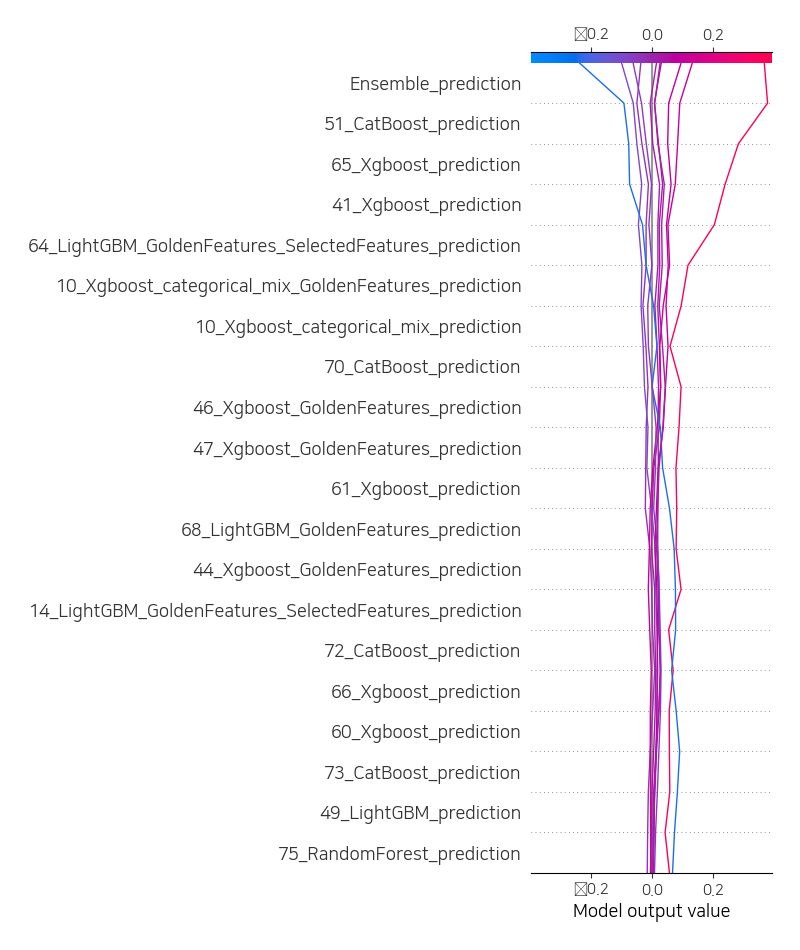 0.2 0.0 0.2
Ensemble_prediction
51_CatBoost_prediction
65_Xgboost_prediction
41_Xgboost_prediction
64_LightGBM_GoldenFeatures_SelectedFeatures_prediction
10_Xgboost_categorical_mix_GoldenFeatures_prediction
10_Xgboost_categorical_mix_prediction
70_CatBoost_prediction
46_Xgboost_GoldenFeatures_prediction
47_Xgboost_GoldenFeatures_prediction
61_Xgboost_prediction
68_LightGBM_GoldenFeatures_prediction
44_Xgboost_GoldenFeatures_prediction
14_LightGBM_GoldenFeatures_SelectedFeatures_prediction
72_CatBoost_prediction
66_Xgboost_prediction
60_Xgboost_prediction
73_CatBoost_prediction
49_LightGBM_prediction
75_RandomForest_prediction
0.2 0.0 0.2
Model output value